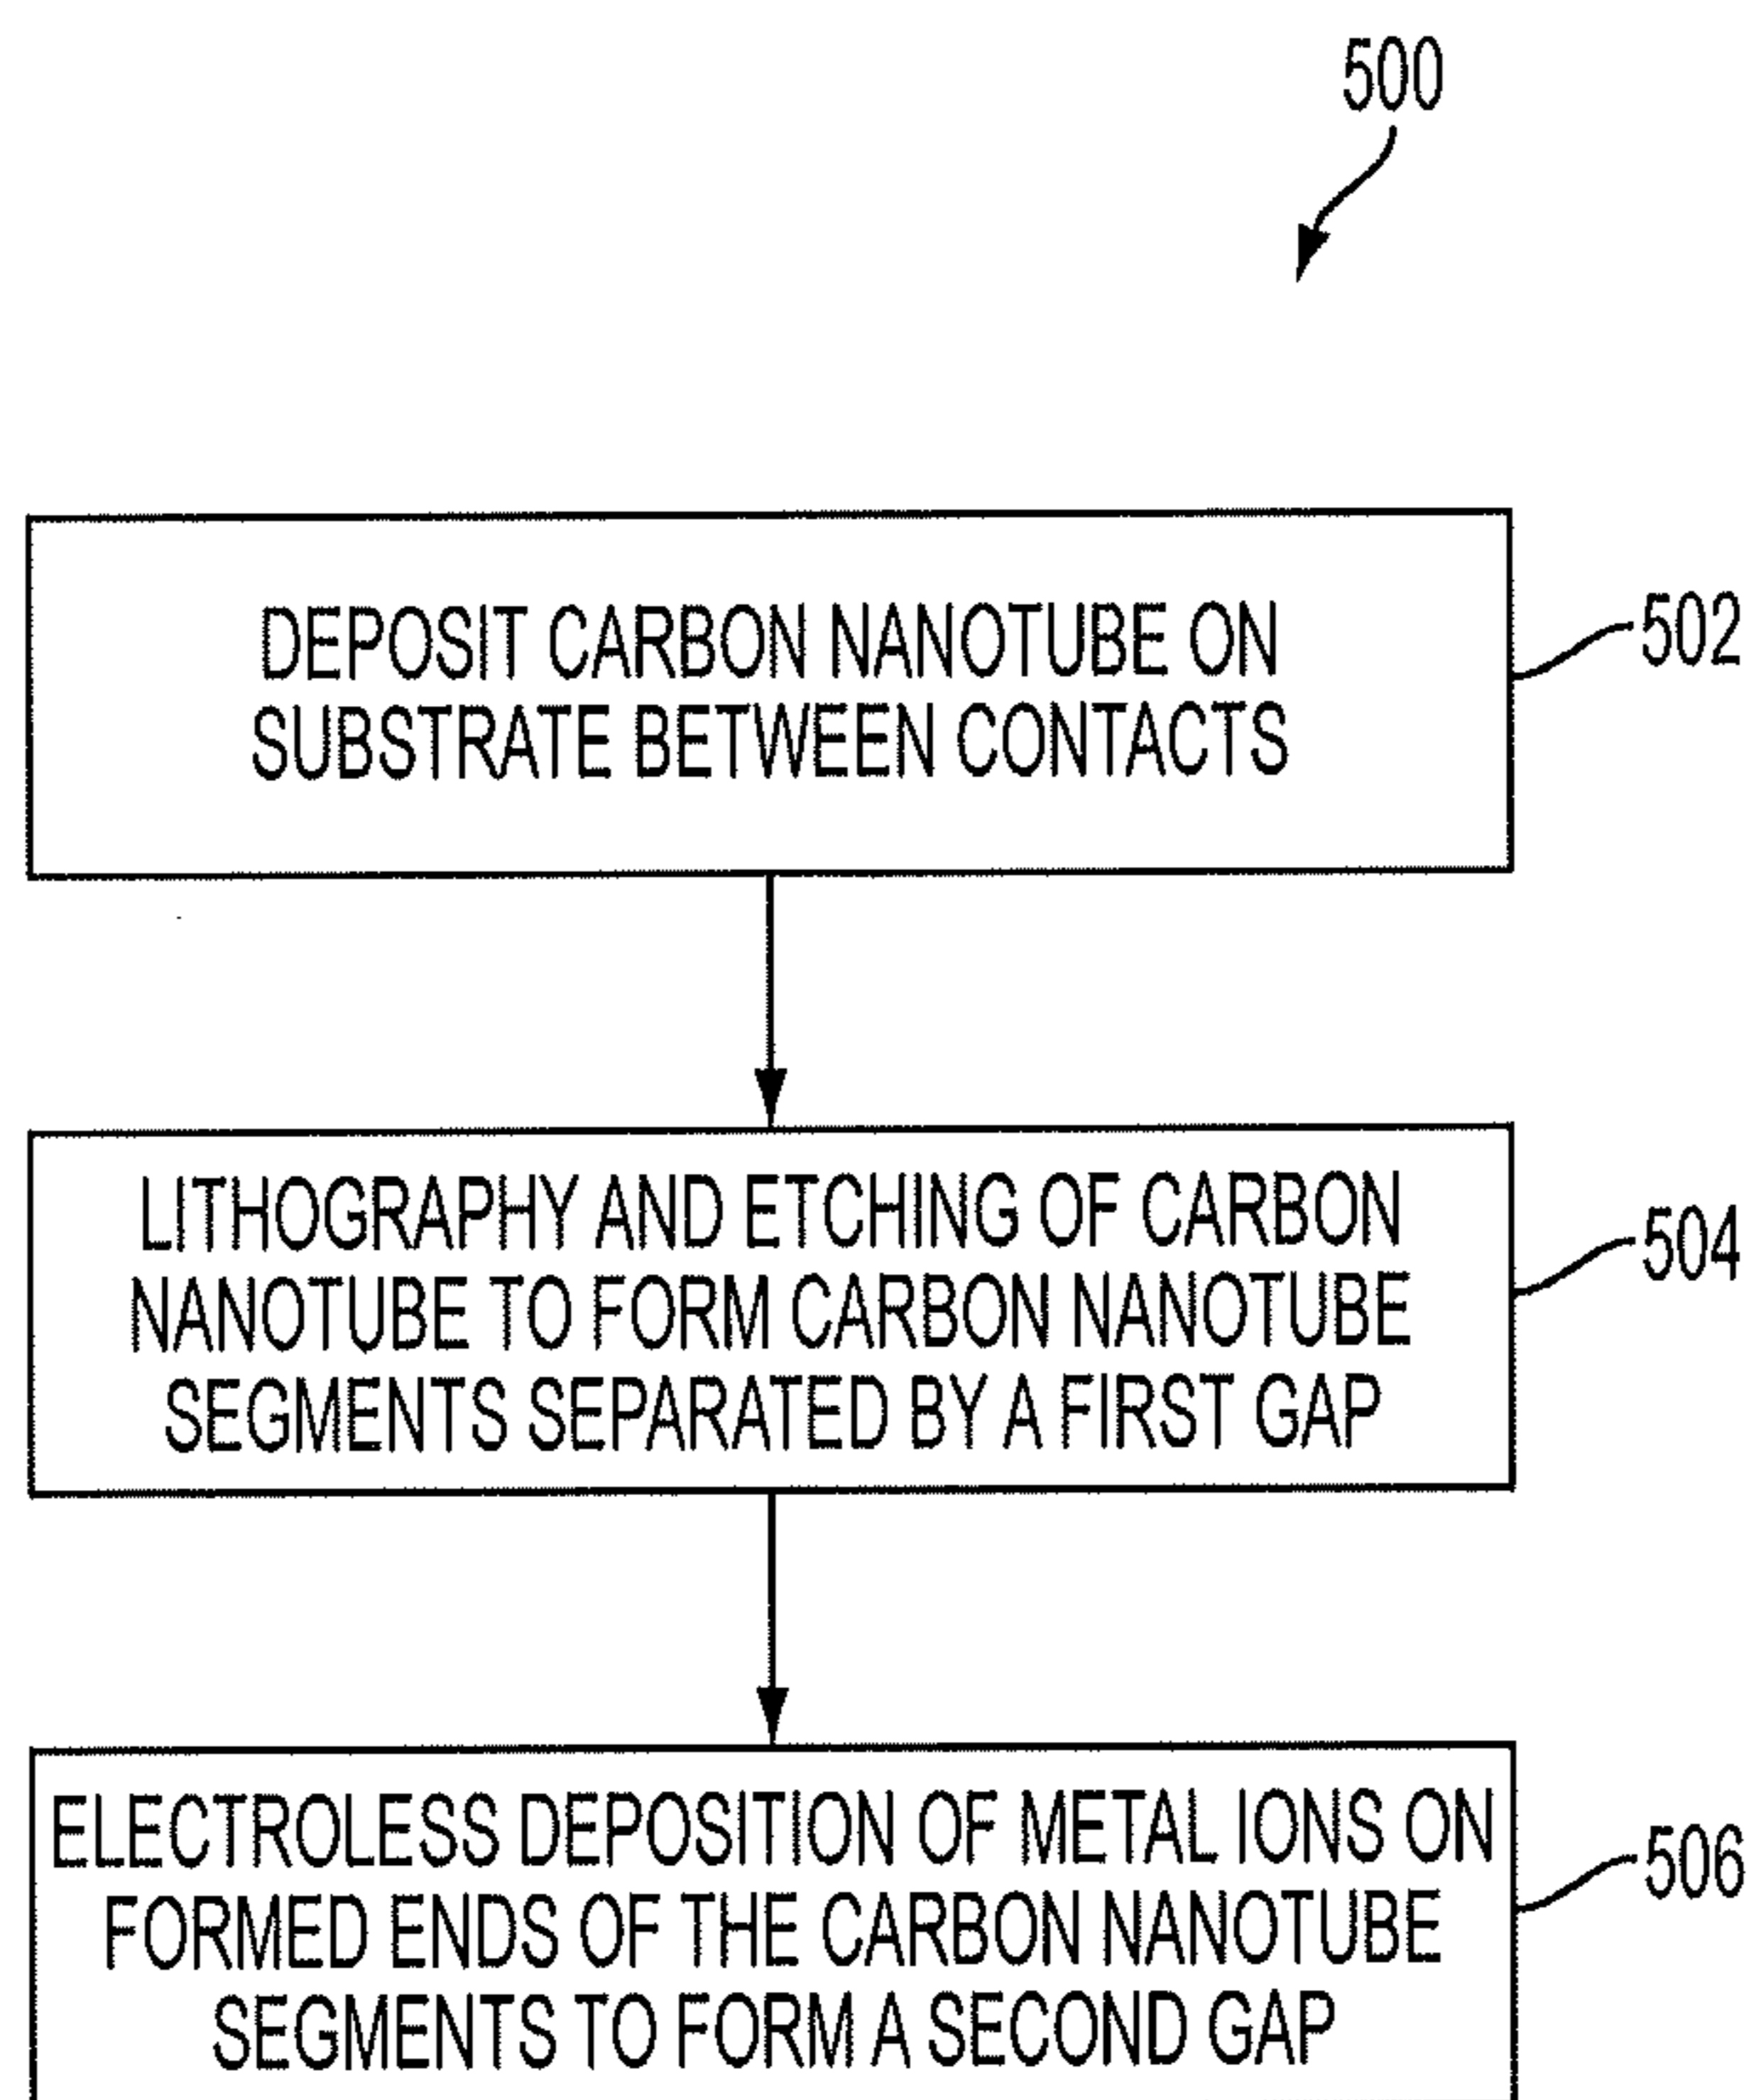 500
DEPOSIT CARBON NANOTUBE ON
SUBSTRATE BETWEEN CONTACTS
502
LITHOGRAPHY AND ETCHING OF CARBON
NANOTUBE TO FORM CARBON NANOTUBE
SEGMENTS SEPARATED BY A FIRST GAP
504
ELECTROLESS DEPOSITION OF METAL IONS ON
FORMED ENDS OF THE CARBON NANOTUBE
SEGMENTS TO FORM A SECOND GAP
506